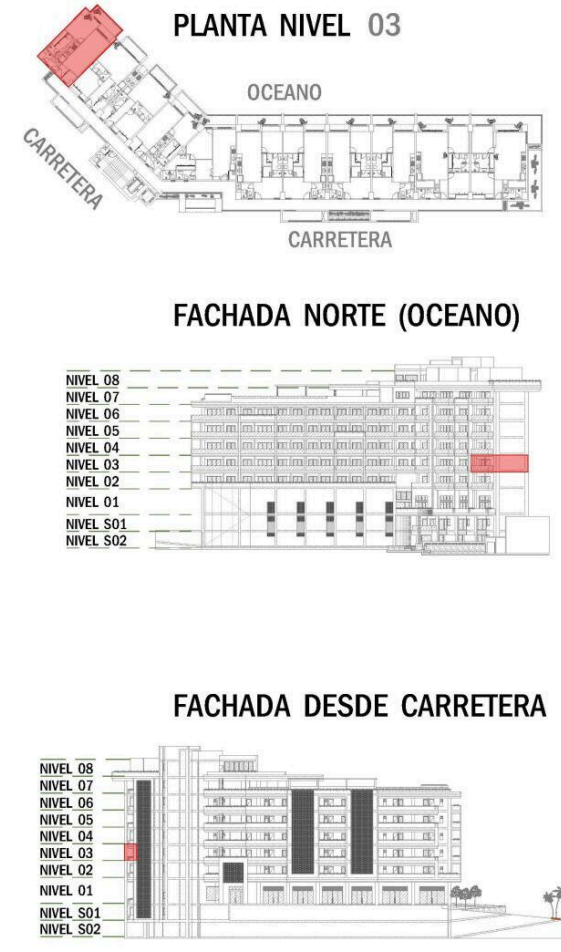 PLANTA NIVEL 03
OCEANO
CARRETERA
CARRETERA
FACHADA NORTE (OCEANO)
NIVEL 08
NIVEL 07
NIVEL 06
NIVEL 05
NIVEL 04
NIVEL 03
NIVEL 02
NIVEL 01
NIVEL S01
NIVEL S02
FACHADA DESDE CARRETERA
NIVEL 08
NIVEL 07
NIVEL 06
NIVEL 05
NIVEL 04
NIVEL 03
NIVEL 02
NIVEL 01
NIVEL S01
NIVEL S02